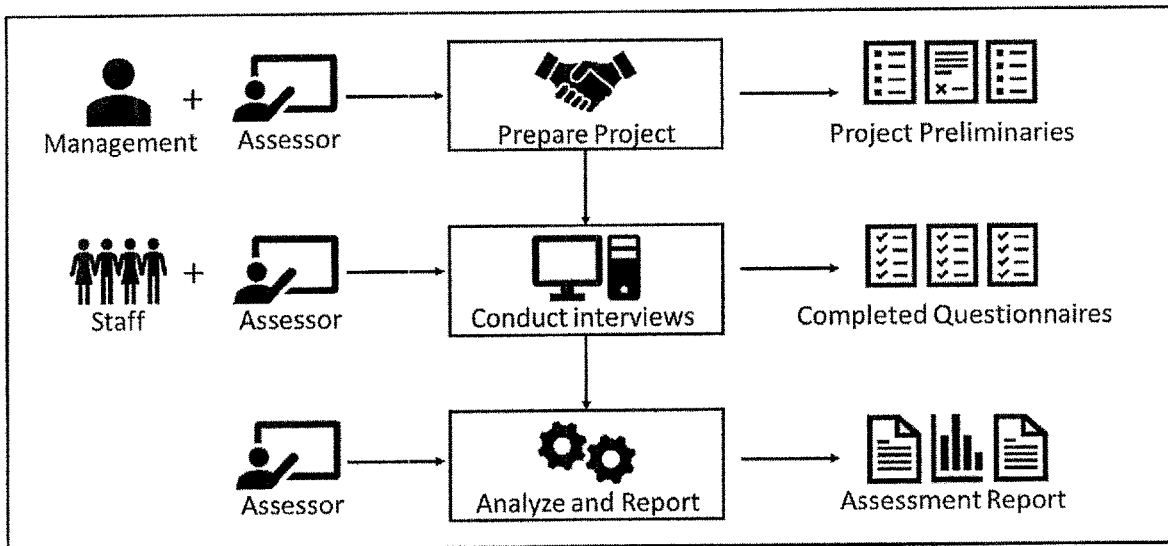 Management
+
Assessor
Prepare Project
Project Preliminaries
Staff
+
Assessor
Conduct interviews
Completed Questionnaires
Assessor
Analyze and Report
Assessment Report